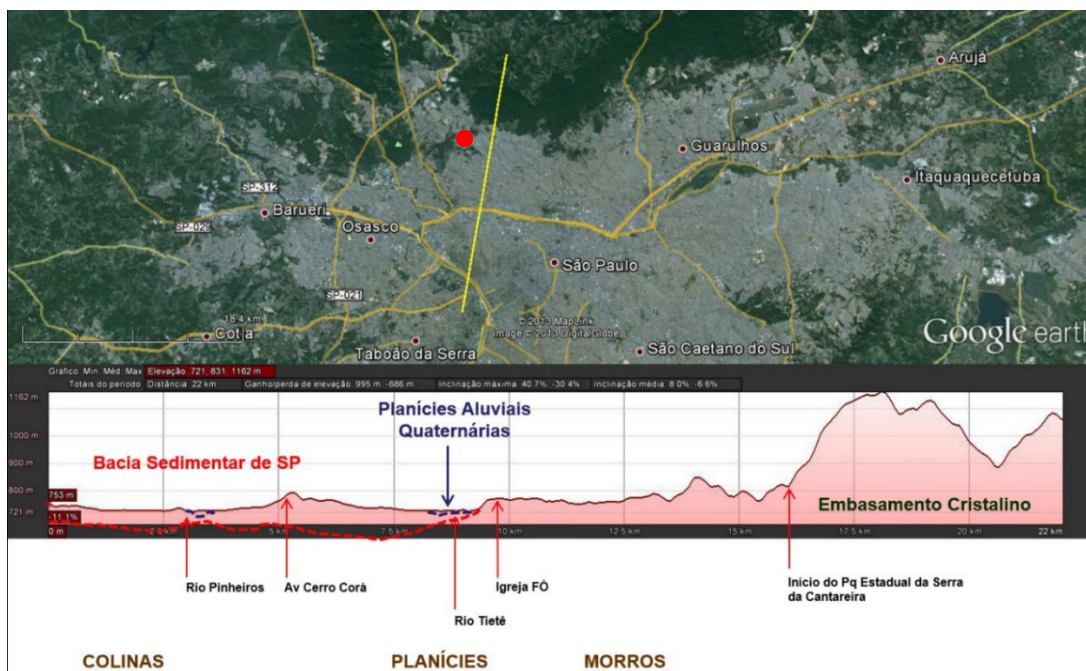 Arujá
Guarulhos
Itaquaquecetuba
SP-312
Barueri
SP-029
Osasco
São Paulo
SP-021
18.4 km
Cotia
Taboão da Serra
© 2013 MapLink
Image © 2013 DigitalGlobe
São Caetano do Sul
Google earth
Gráfico Min, Méd, Max Elevação 721, 831, 1162 m
Totais do período Distância 22 km Ganho/perda de elevação 995 m -686 m Inclinação máxima 40.7%, -30.4% Inclinação média 8.0%, -6.6%
1162 m
1000 m
900 m
800 m
753 m
721 m
-11.1%
Planícies Aluviais
Quaternárias
Bacia Sedimentar de SP
Embasamento Cristalino
0 m
2.5 km
5 km
7.5 km
10 km
12.5 km
15 km
17.5 km
20 km
22 km
Rio Pinheiros
Av Cerro Corá
Igreja FÓ
Início do Pq Estadual da Serra
da Cantareira
Rio Tietê
COLINAS
PLANÍCIES
MORROS